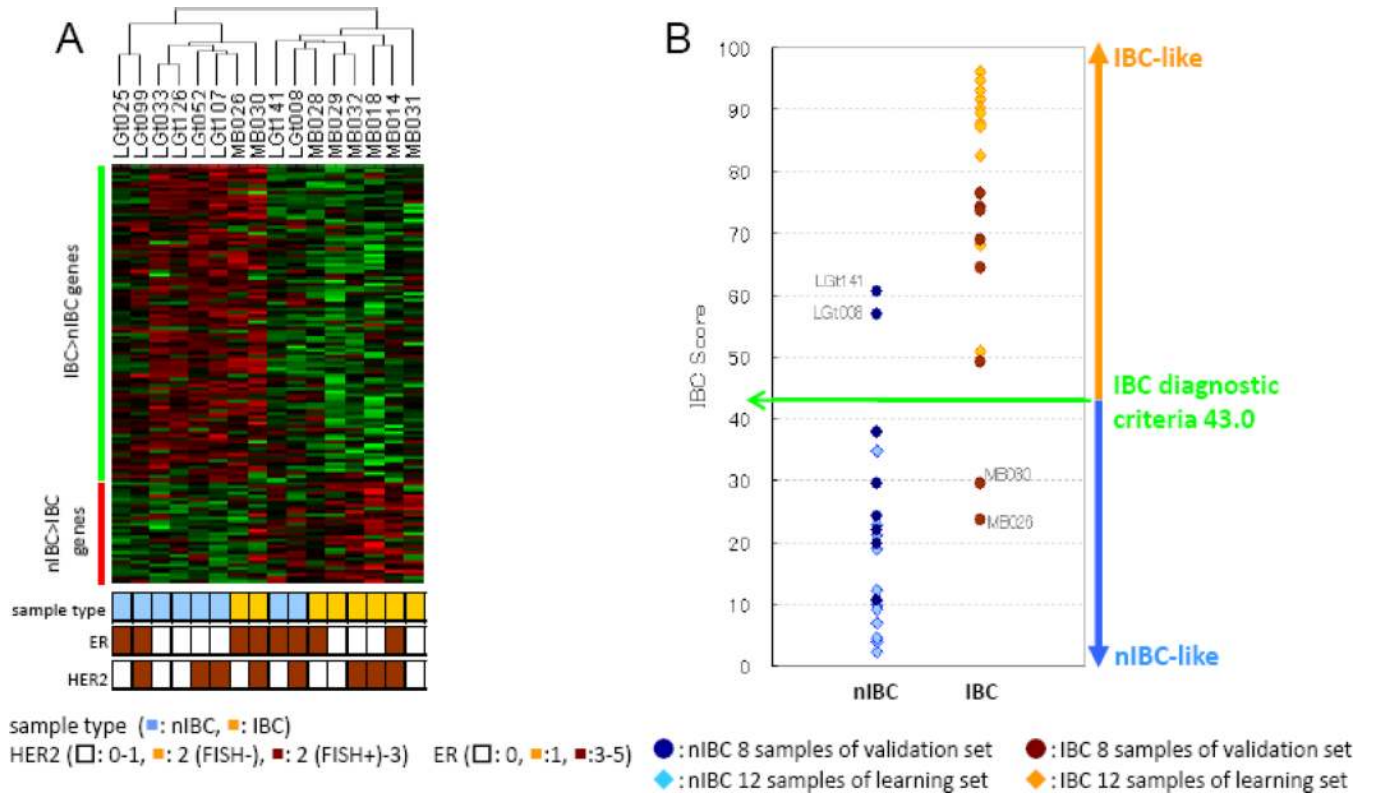 A
LGt025
LGt099
LGt033
LGt126
LGt052
LGt107
MB026
MB030
LGt141
LGt008
MB028
MB029
MB032
MB018
MB014
MB031
IBC>nIBC genes
nIBC>IBC
genes
sample type
ER
HER2
sample type (■: nIBC, ■: IBC)
HER2 (□: 0-1, ■: 2 (FISH-), ■: 2 (FISH+)-3) ER (□: 0, ■:1, ■:3-5)
B
IBC Score
100
90
80
70
60
50
40
30
20
10
0
LGt141
LGt008
MB030
MB026
nIBC
IBC
IBC-like
IBC diagnostic
criteria 43.0
nIBC-like
●: nIBC 8 samples of validation set
●: IBC 8 samples of validation set
◆: nIBC 12 samples of learning set
◆: IBC 12 samples of learning set